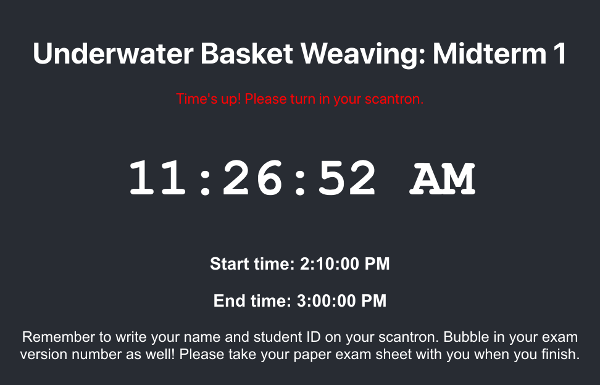 Underwater Basket Weaving: Midterm 1
Time's up! Please turn in your scantron.
11:26:52 AM
Start time: 2:10:00 PM
End time: 3:00:00 PM
Remember to write your name and student ID on your scantron. Bubble in your exam
version number as well! Please take your paper exam sheet with you when you finish.